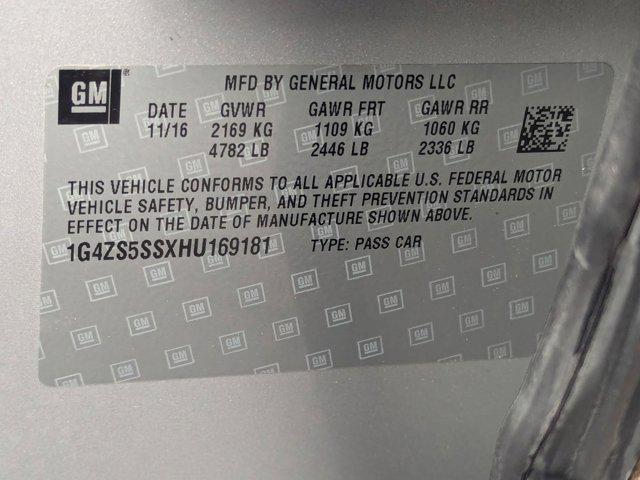 GM
MFD BY GENERAL MOTORS LLC
DATE GVWR GAWR FRT GAWR RR
11/16 2169 KG 1109 KG 1060 KG
4782 LB 2446 LB 2336 LB
THIS VEHICLE CONFORMS TO ALL APPLICABLE U.S. FEDERAL MOTOR
VEHICLE SAFETY, BUMPER, AND THEFT PREVENTION STANDARDS IN
EFFECT ON THE DATE OF MANUFACTURE SHOWN ABOVE.
1G4ZS5SSXHU169181 TYPE: PASS CAR